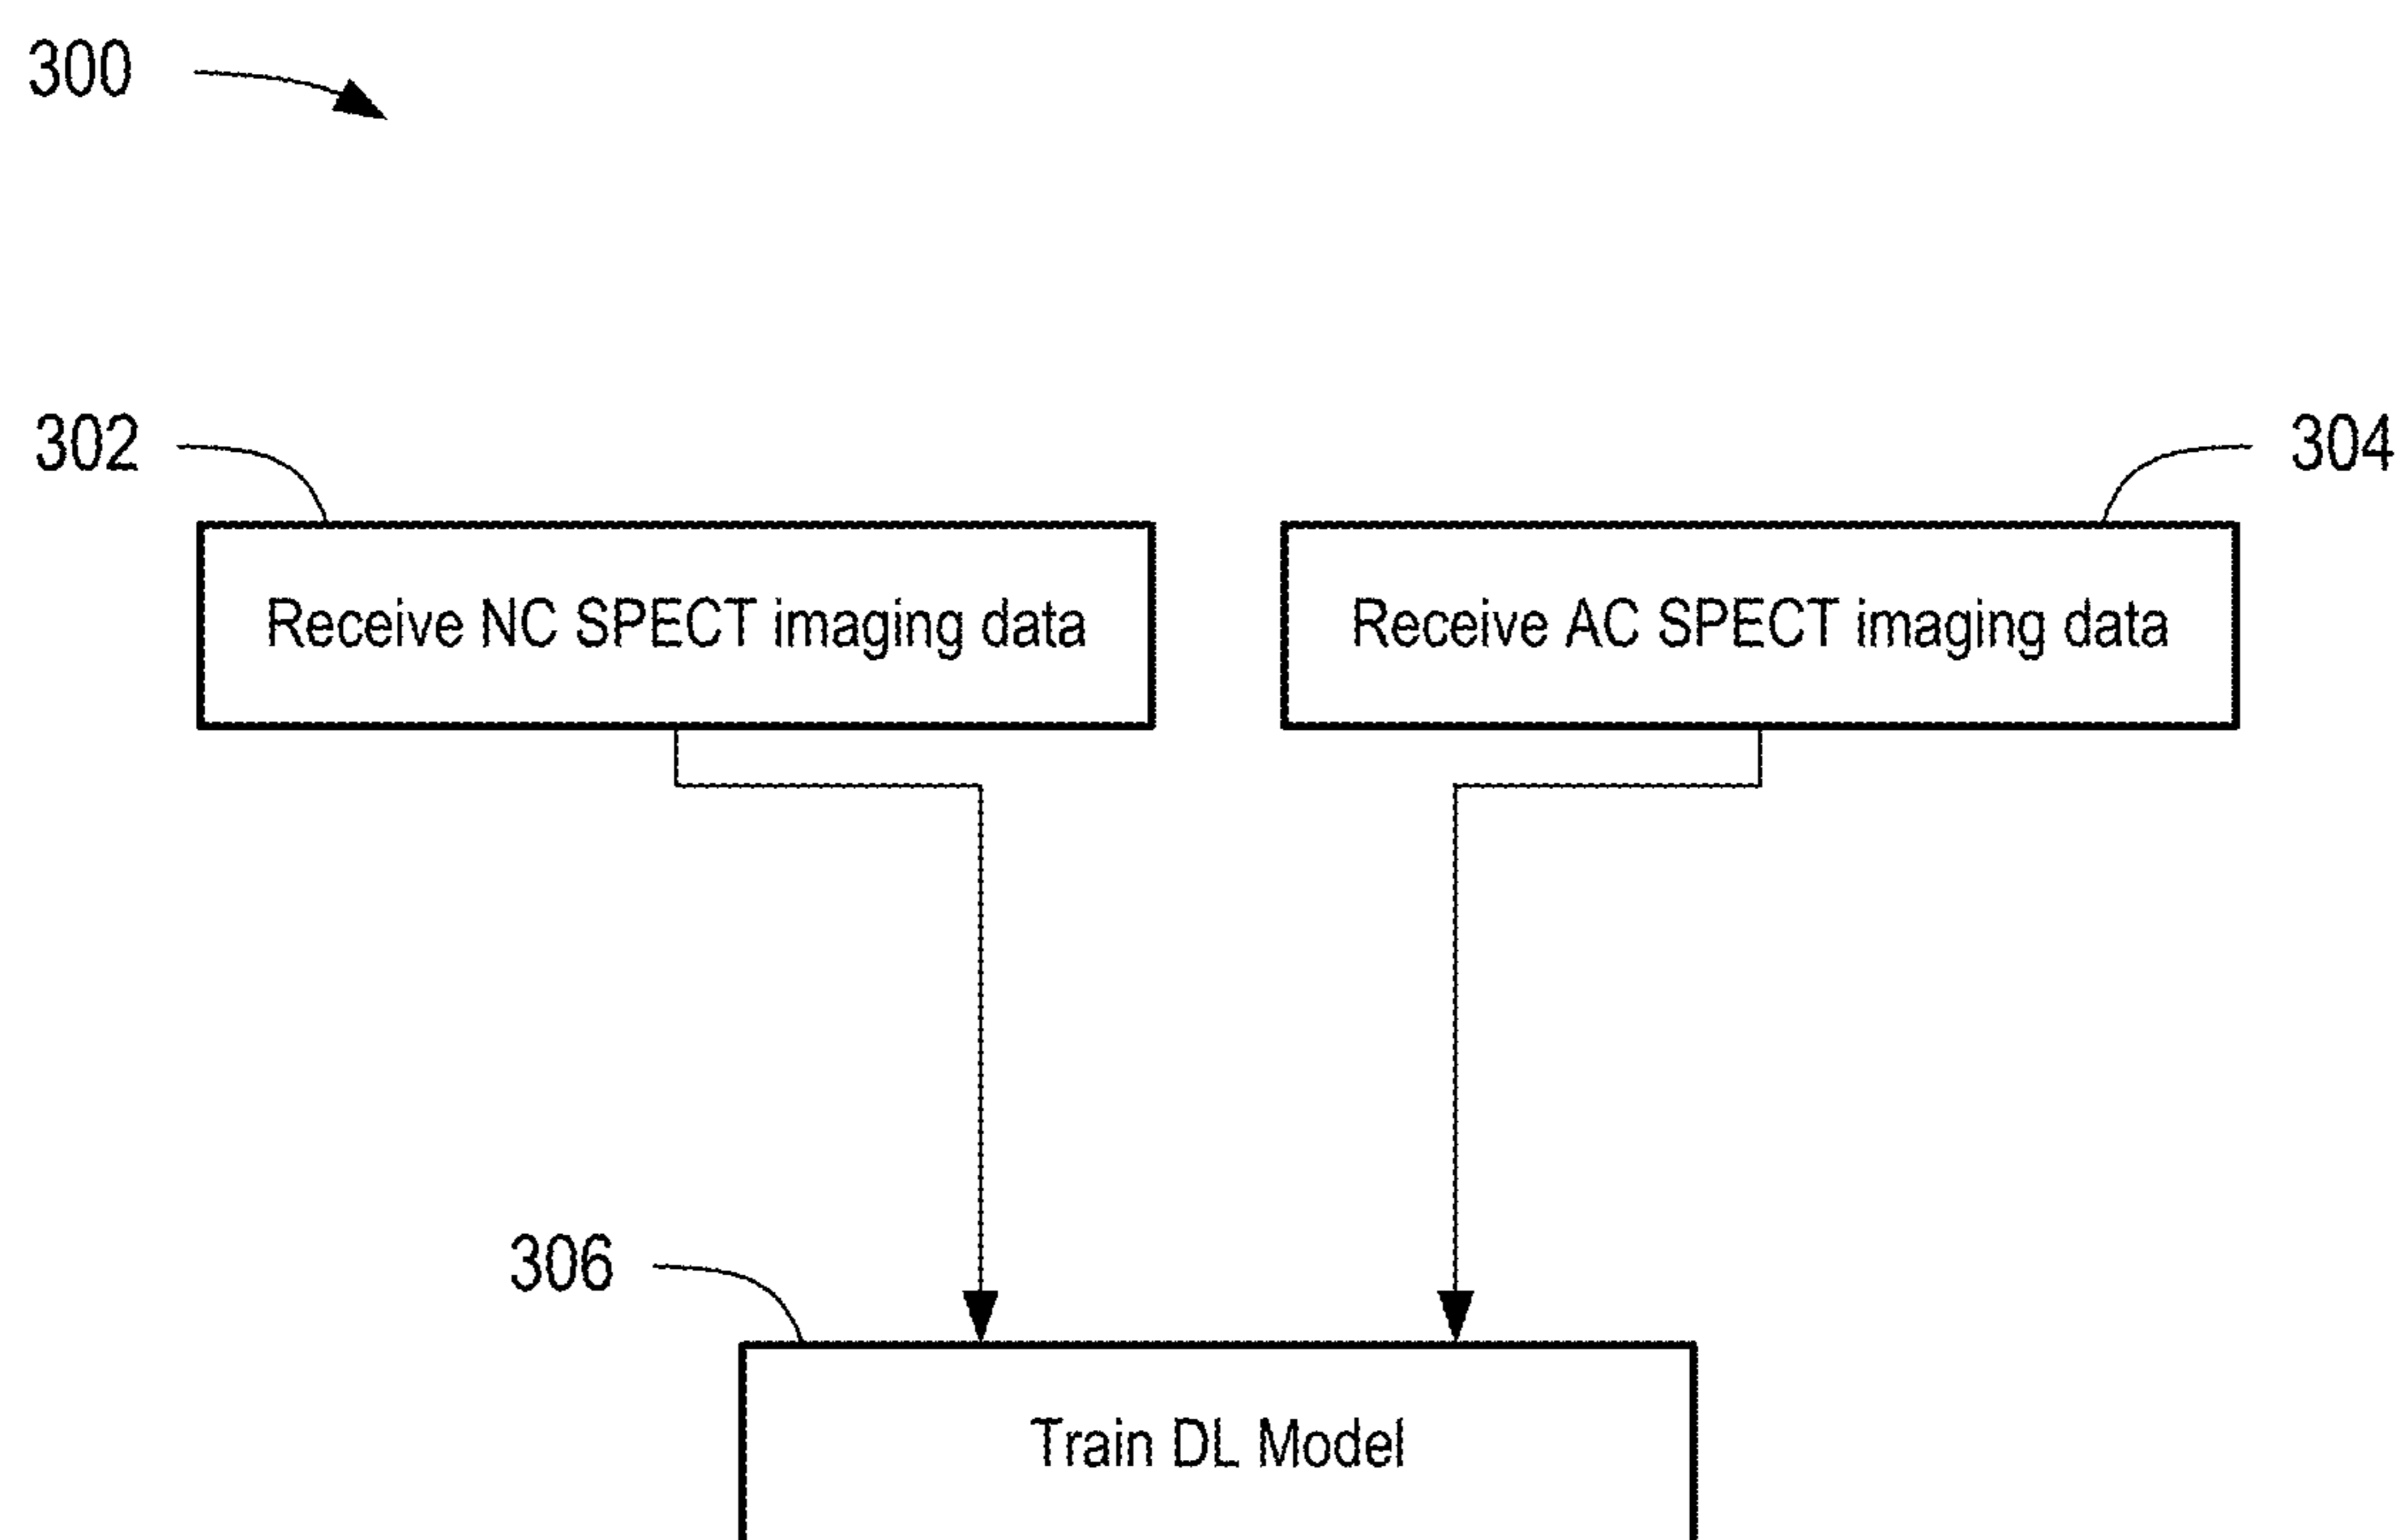 300
302
304
Receive NC SPECT imaging data
Receive AC SPECT imaging data
306
Train DL Model